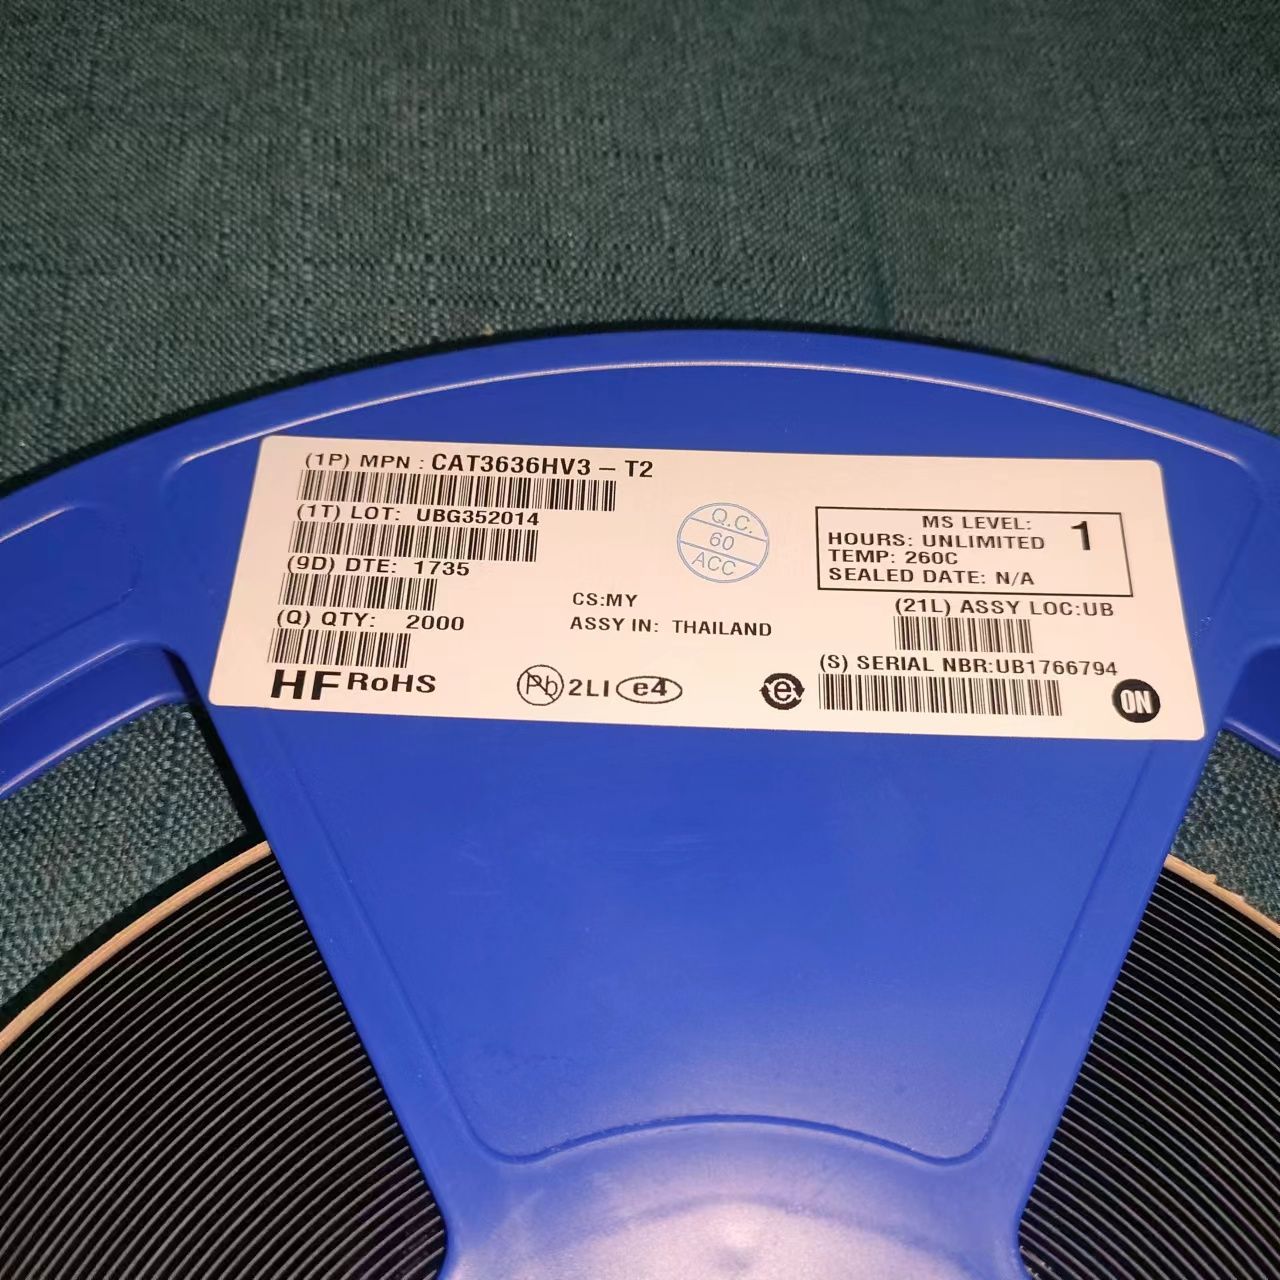 (1P) MPN : CAT3636HV3 – T2
(1T) LOT: UBG352014
(9D) DTE: 1735
(Q) QTY: 2000
HF RoHS
Q.C.
60
ACC
CS:MY
ASSY IN: THAILAND
Pb 2LI e4
e
MS LEVEL: 1
HOURS: UNLIMITED
TEMP: 260C
SEALED DATE: N/A
(21L) ASSY LOC:UB
(S) SERIAL NBR:UB1766794
ON